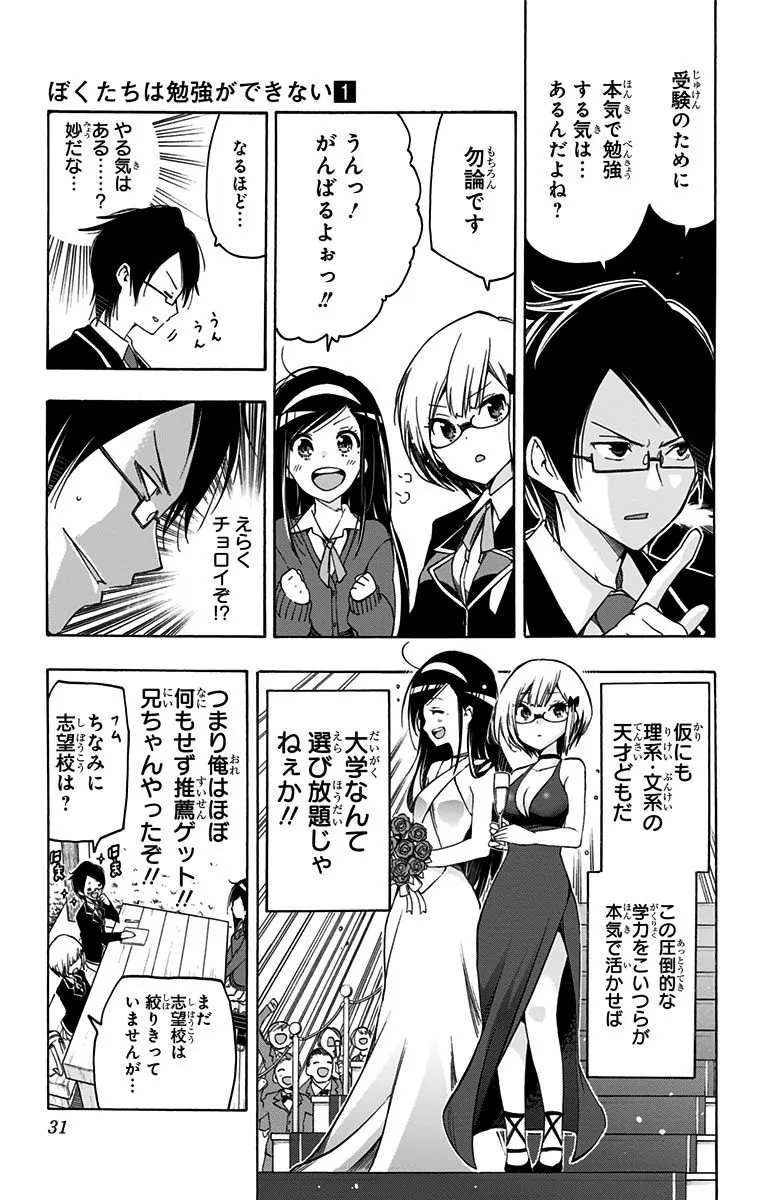 ぼくたちは勉強ができない1
受験のために
本気で勉強
する気は…
あるんだよね?
勿論です
うんっ!
がんばるよぉっ!!
なるほど…
やる気は
ある……?
妙だな…
うん
うん
えらく
チョロイぞ!?
仮にも
理系・文系の
天才どもだ
この圧倒的な
学力をこいつらが
本気で活かせば
大学なんて
選び放題じゃ
ねぇか!!
つまり俺はほぼ
何もせず推薦ゲット!!
兄ちゃんやったぞ!!
フム
ちなみに
志望校は?
まだ
志望校は
絞りきって
いませんが…
31